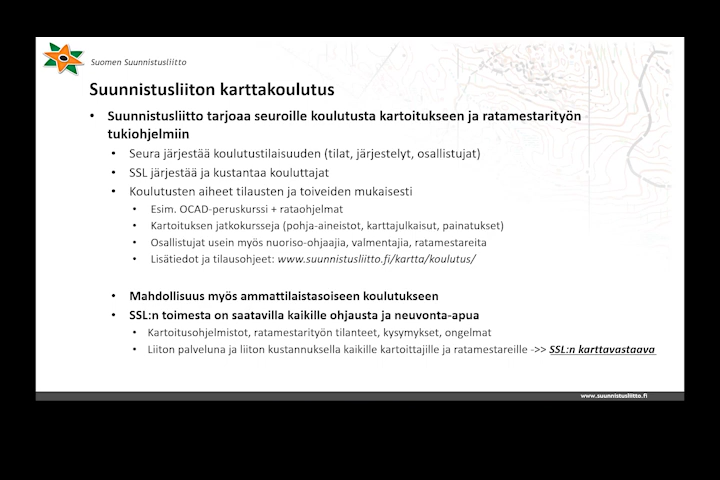 Suomen Suunnistusliitto
Suunnistusliiton karttakoulutus
• Suunnistusliitto tarjoaa seuroille koulutusta kartoitukseen ja ratamestarityön
tukiohjelmiin
• Seura järjestää koulutustilaisuuden (tilat, järjestelyt, osallistujat)
• SSL järjestää ja kustantaa kouluttajat
• Koulutusten aiheet tilausten ja toiveiden mukaisesti
• Esim. OCAD-peruskurssi + rataohjelmat
• Kartoituksen jatkokursseja (pohja-aineistot, karttajulkaisut, painatukset)
• Osallistujat usein myös nuoriso-ohjaajia, valmentajia, ratamestareita
• Lisätiedot ja tilausohjeet: www.suunnistusliitto.fi/kartta/koulutus/
• Mahdollisuus myös ammattilaistasoiseen koulutukseen
• SSL:n toimesta on saatavilla kaikille ohjausta ja neuvonta-apua
• Kartoitusohjelmistot, ratamestarityön tilanteet, kysymykset, ongelmat
• Liiton palveluna ja liiton kustannuksella kaikille kartoittajille ja ratamestareille ->> SSL:n karttavastaava
www.suunnistusliitto.fi